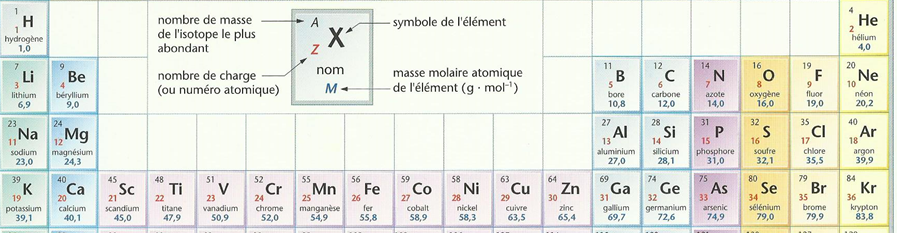 1
H
1
hydrogène
1,0
nombre de masse
de l'isotope le plus
abondant
nombre de charge
(ou numéro atomique)
A
X
Z
nom
M
symbole de l'élément
masse molaire atomique
de l'élément (g · mol⁻¹)
4
He
2
hélium
4,0
7
Li
3
lithium
6,9
9
Be
4
béryllium
9,0
11
B
5
bore
10,8
12
C
6
carbone
12,0
14
N
7
azote
14,0
16
O
8
oxygène
16,0
19
F
9
fluor
19,0
20
Ne
10
néon
20,2
23
Na
11
sodium
23,0
24
Mg
12
magnésium
24,3
27
Al
13
aluminium
27,0
28
Si
14
silicium
28,1
31
P
15
phosphore
31,0
32
S
16
soufre
32,1
35
Cl
17
chlore
35,5
40
Ar
18
argon
39,9
39
K
19
potassium
39,1
40
Ca
20
calcium
40,1
45
Sc
21
scandium
45,0
48
Ti
22
titane
47,9
51
V
23
vanadium
50,9
52
Cr
24
chrome
52,0
55
Mn
25
manganèse
54,9
56
Fe
26
fer
55,8
59
Co
27
cobalt
58,9
58
Ni
28
nickel
58,3
63
Cu
29
cuivre
63,5
64
Zn
30
zinc
65,4
69
Ga
31
gallium
69,7
74
Ge
32
germanium
72,6
75
As
33
arsenic
74,9
80
Se
34
sélénium
79,0
79
Br
35
brome
79,9
84
Kr
36
krypton
83,8